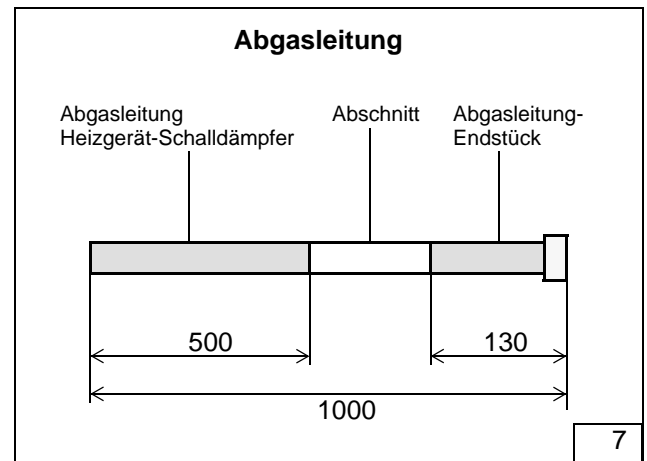 Abgasleitung
Abgasleitung
Heizgerät-Schalldämpfer
Abschnitt
Abgasleitung-
Endstück
500
130
1000
7